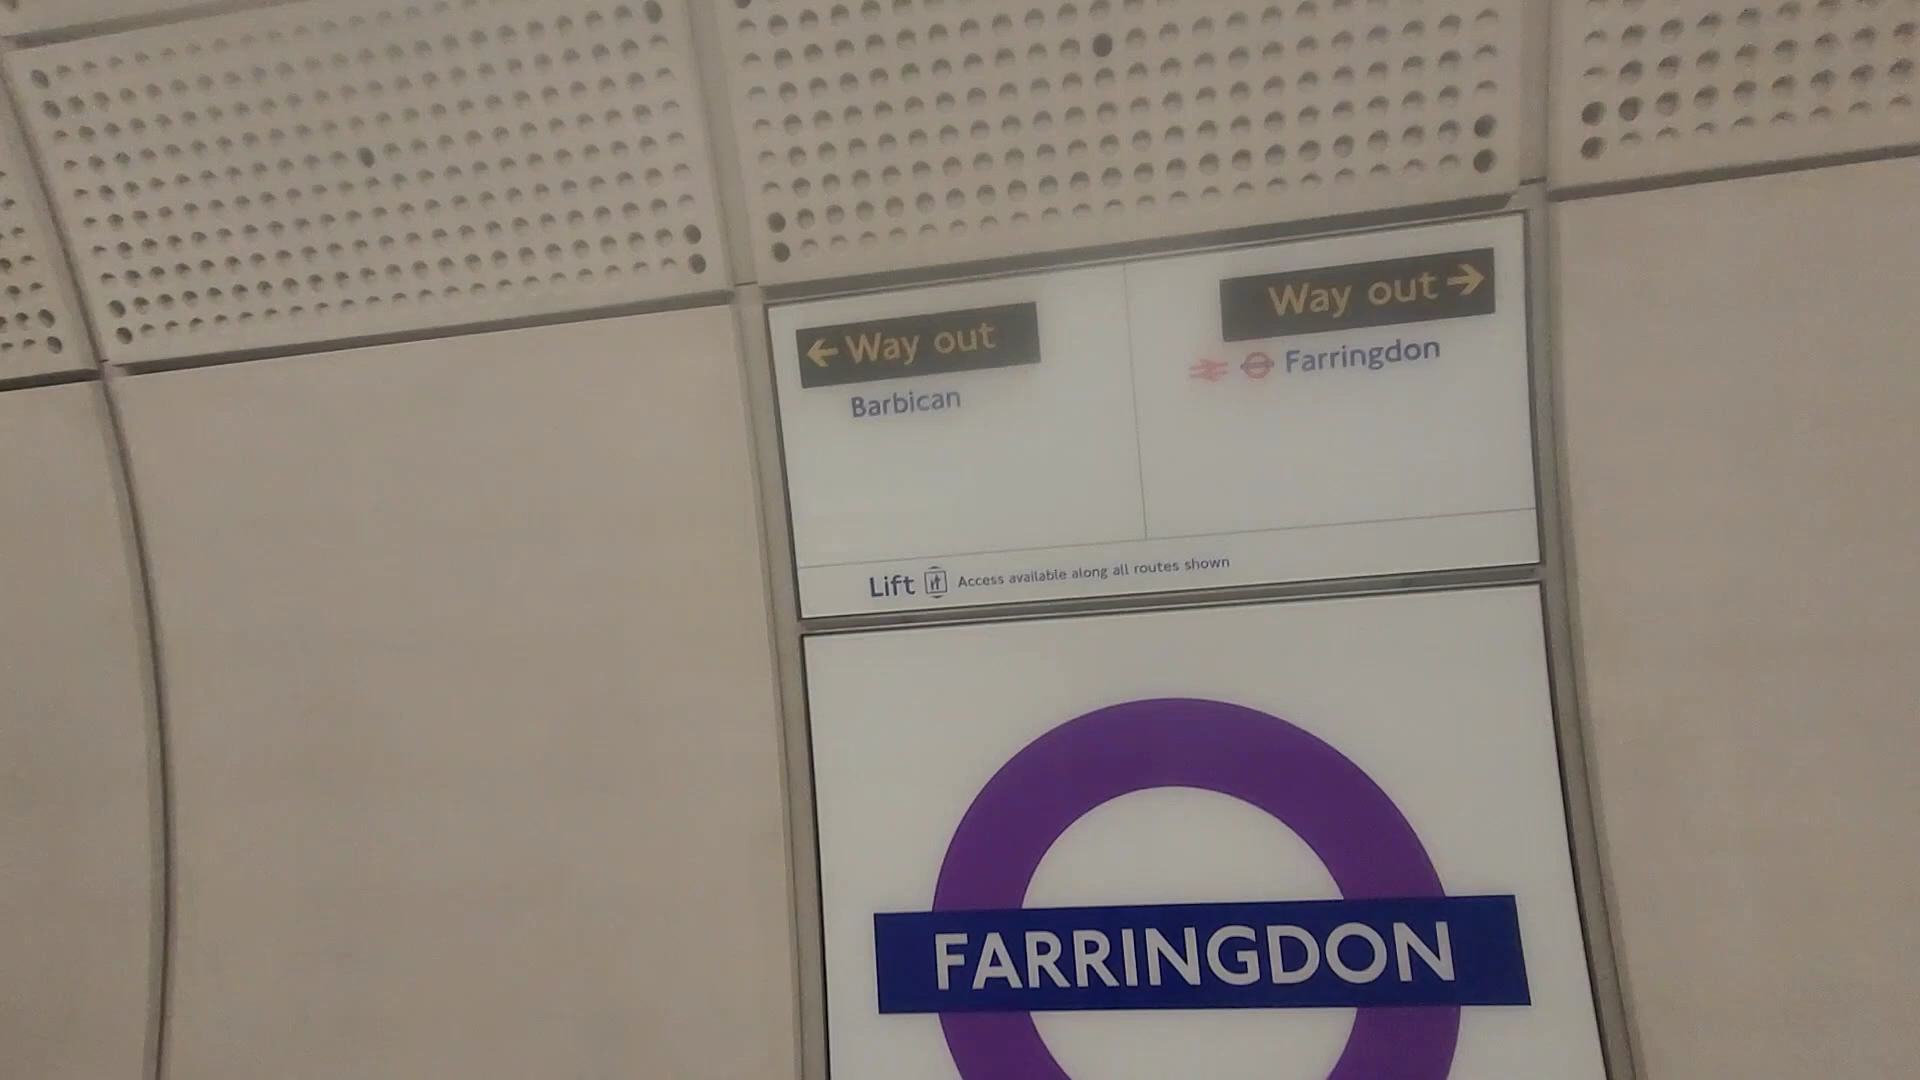 ← Way out
Barbican
Way out →
Farringdon
Lift Access available along all routes shown
FARRINGDON